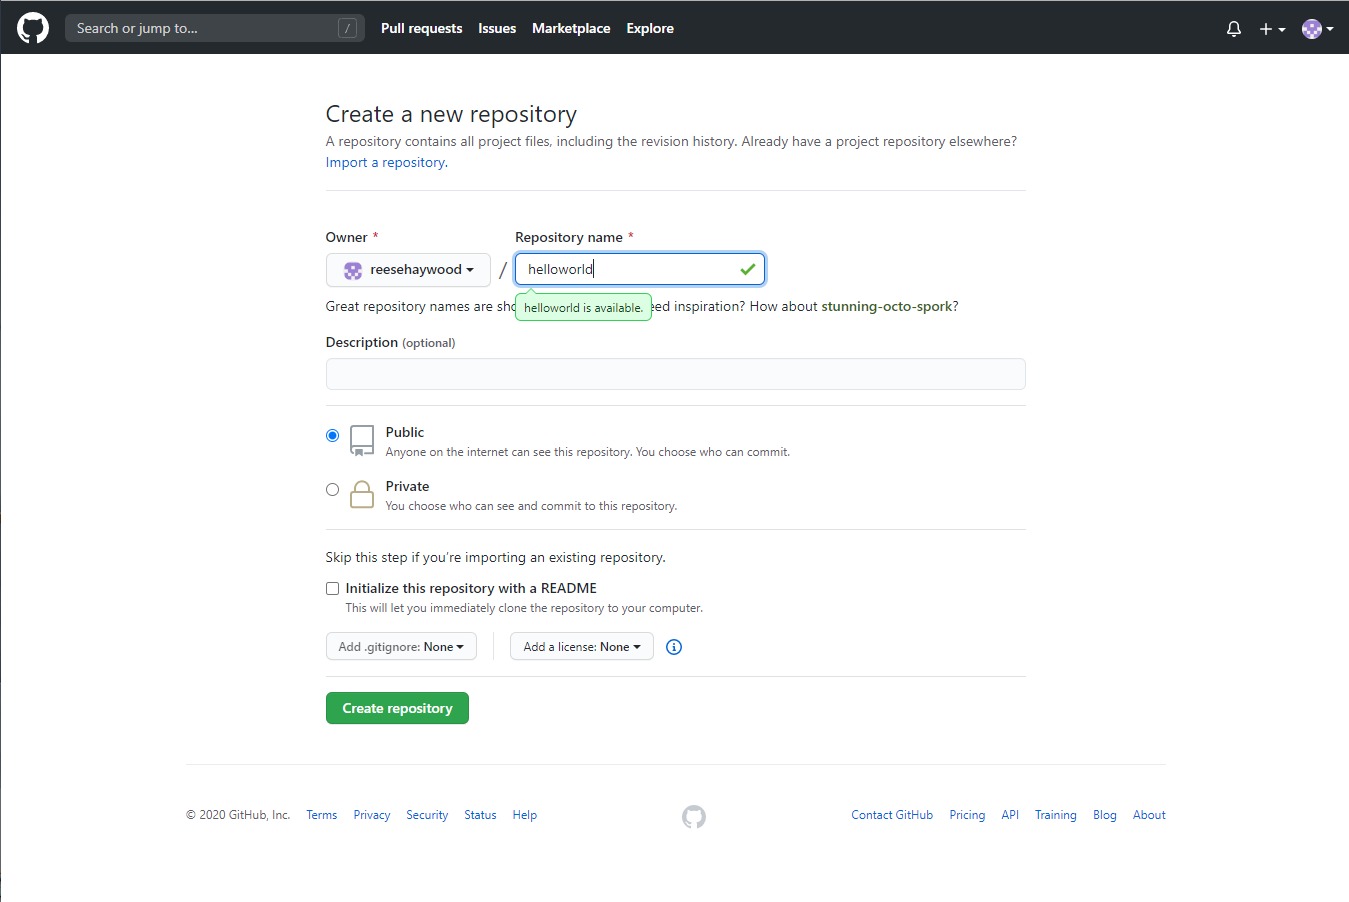 Search or jump to... /
Pull requests Issues Marketplace Explore
Create a new repository
A repository contains all project files, including the revision history. Already have a project repository elsewhere?
Import a repository.
Owner * Repository name *
reesehaywood / helloworld
Great repository names are sho eed inspiration? How about stunning-octo-spork?
helloworld is available.
Description (optional)
Public
Anyone on the internet can see this repository. You choose who can commit.
Private
You choose who can see and commit to this repository.
Skip this step if you're importing an existing repository.
Initialize this repository with a README
This will let you immediately clone the repository to your computer.
Add .gitignore: None Add a license: None
Create repository
© 2020 GitHub, Inc. Terms Privacy Security Status Help Contact GitHub Pricing API Training Blog About